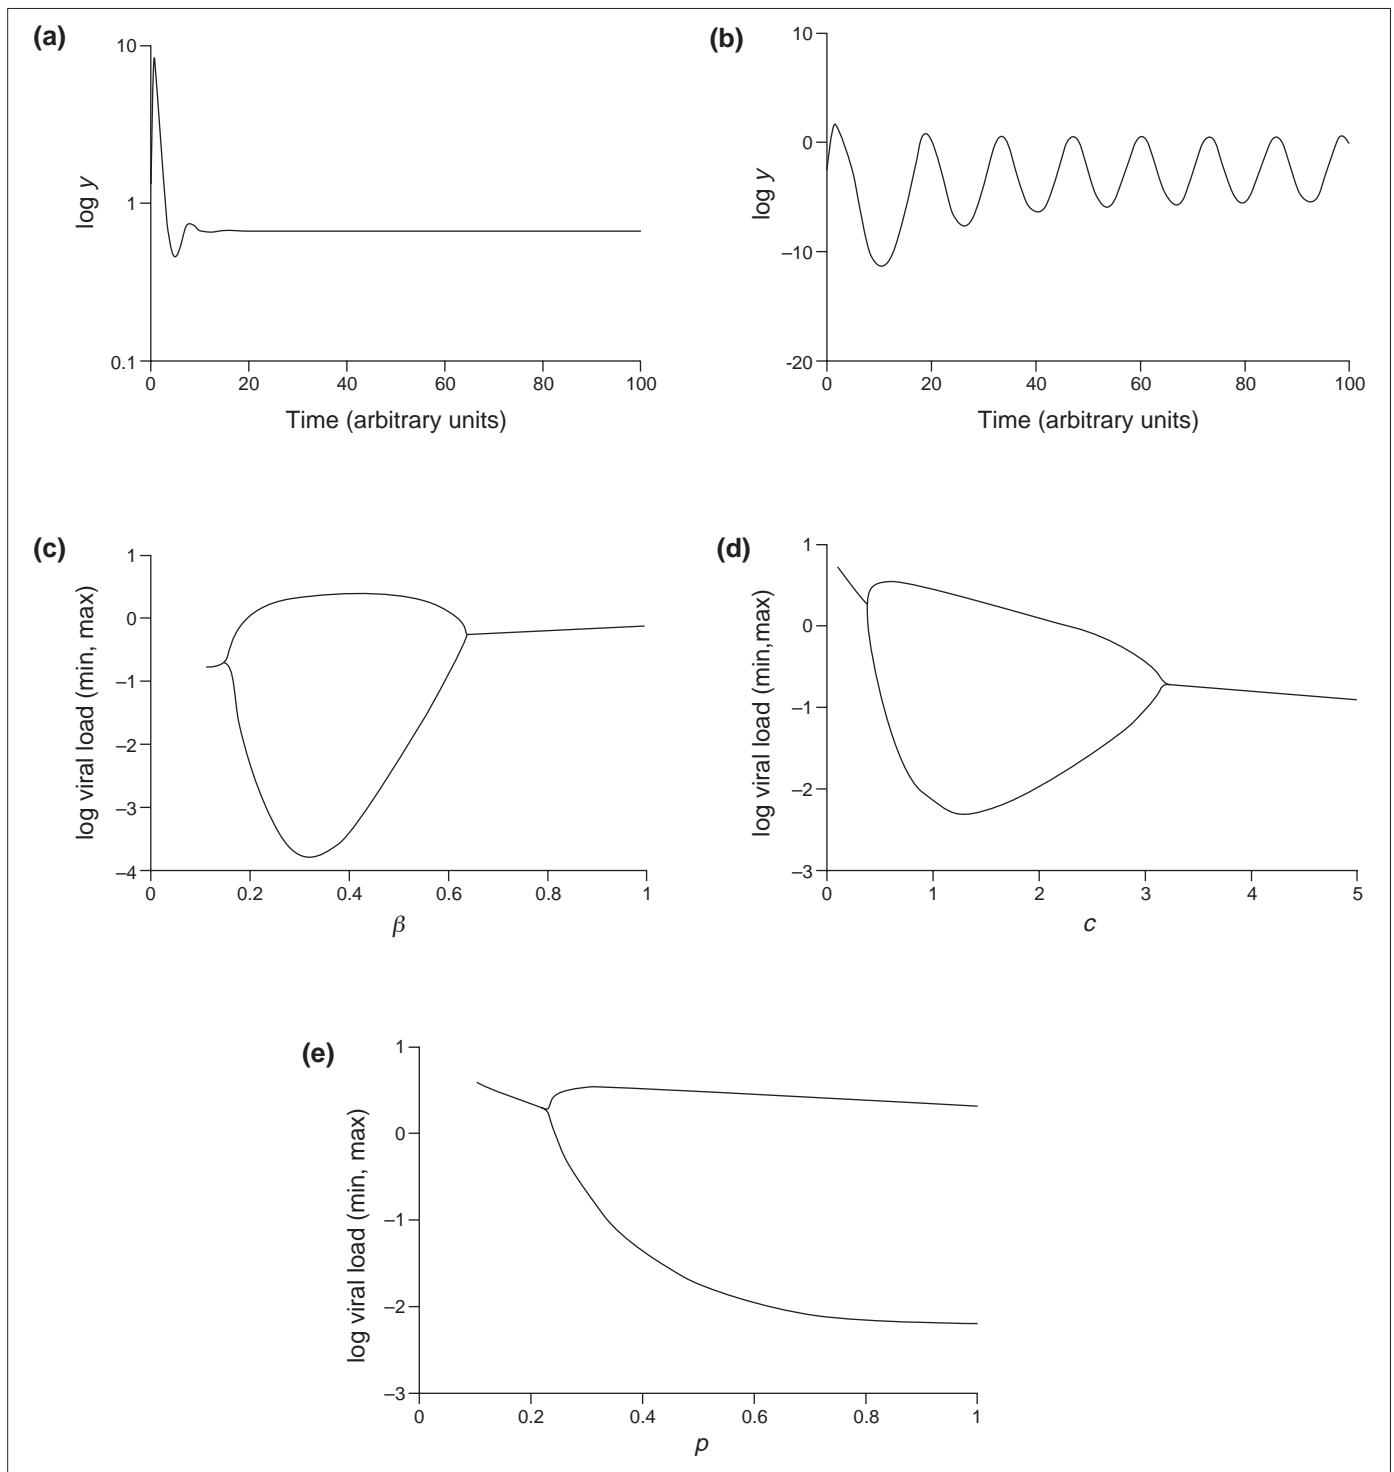 (a)
10
1
0.1
log y
0 20 40 60 80 100
Time (arbitrary units)
(b)
10
0
-10
-20
log y
0 20 40 60 80 100
Time (arbitrary units)
(c)
1
0
–1
–2
–3
–4
log viral load (min, max)
0 0.2 0.4 0.6 0.8 1
β
(d)
1
0
–1
–2
–3
log viral load (min,max)
0 1 2 3 4 5
c
(e)
1
0
–1
–2
–3
log viral load (min, max)
0 0.2 0.4 0.6 0.8 1
p